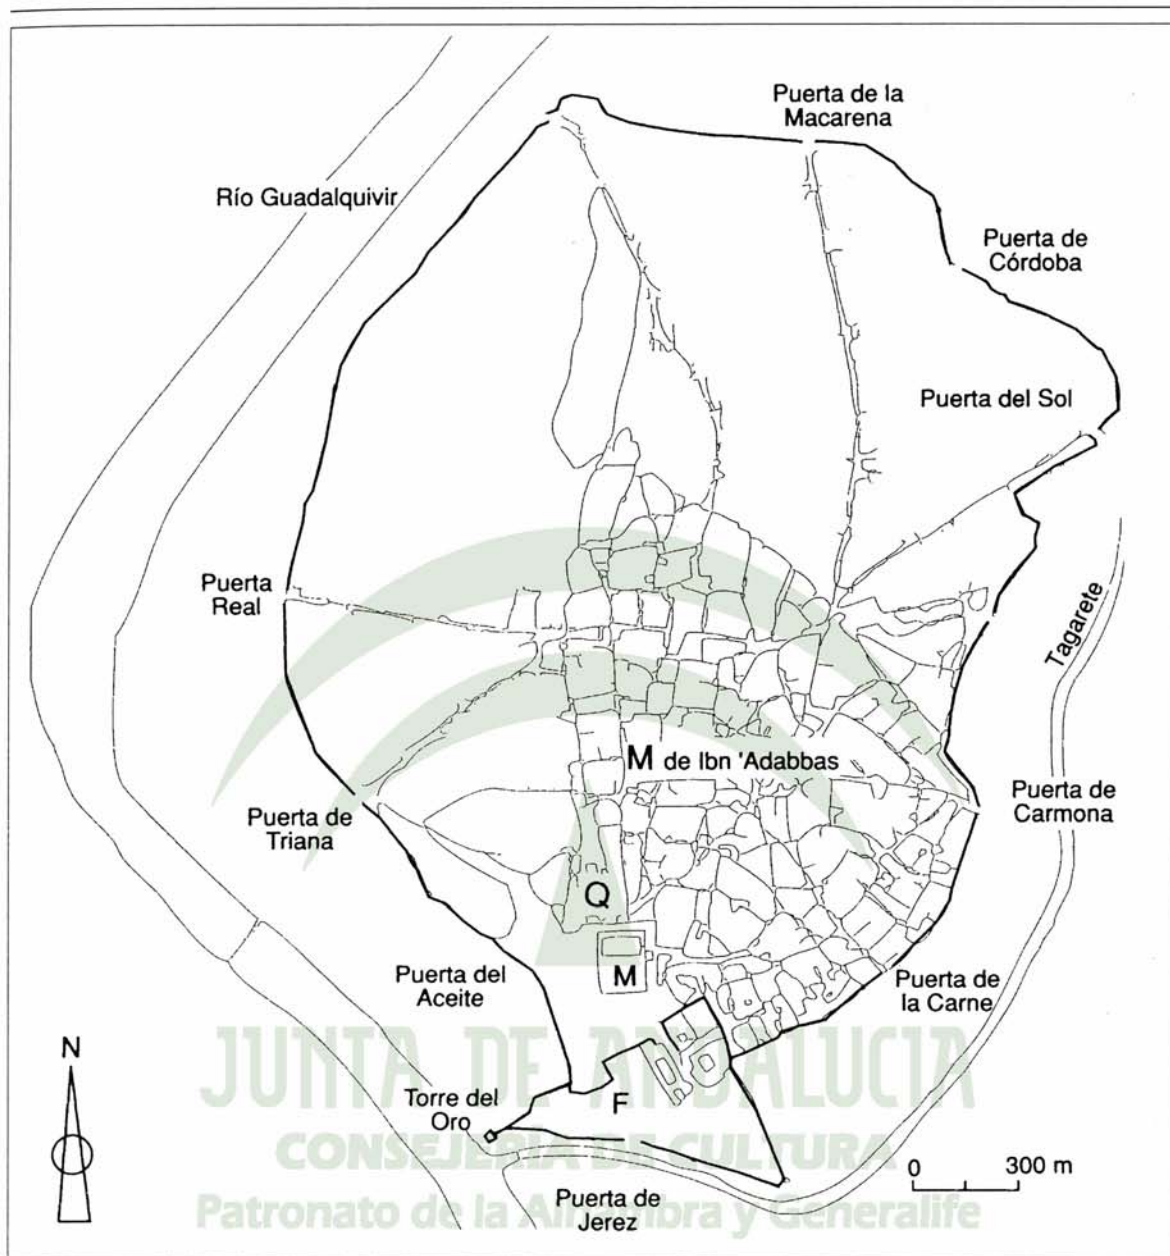 Puerta de la
Macarena
Río Guadalquivir
Puerta de
Córdoba
Puerta del Sol
Puerta
Real
Tagarete
M de Ibn 'Adabbas
Puerta de
Carmona
Puerta de
Triana
Q
Puerta del
Aceite
M
Puerta de
la Carne
N
JUNTA DE ANDALUCIA
Torre del
Oro
F
CONSEJERÍA DE CULTURA
0 300 m
Puerta de
Jerez
Patronato de la Alhambra y Generalife